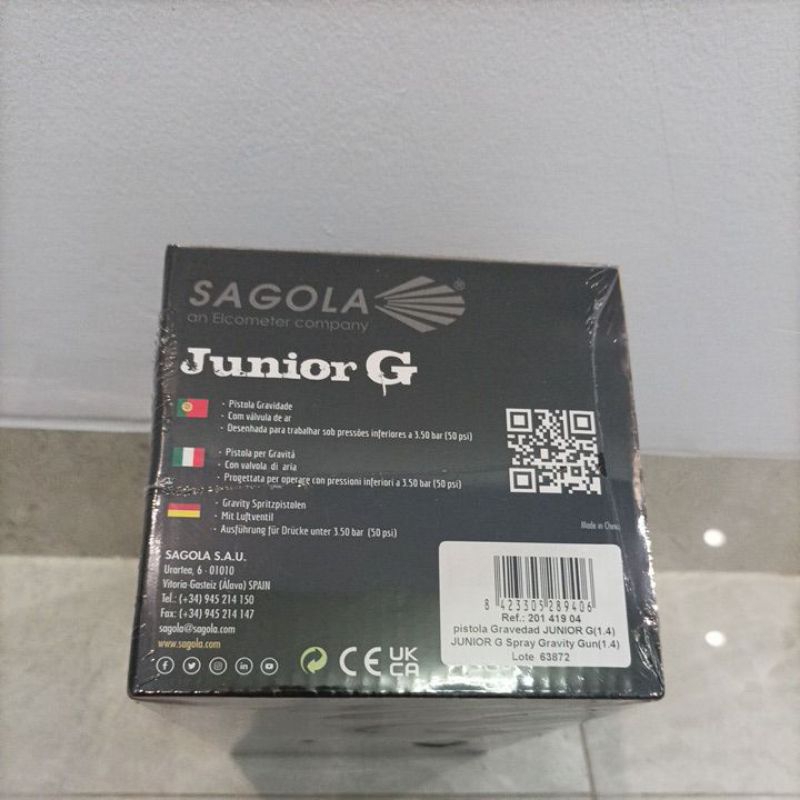 SAGOLA®
an Elcometer company
Junior G
- Pistola Gravidade
- Com válvula de ar
- Desenhada para trabalhar sob pressões inferiores a 3.50 bar (50 psi)
- Pistola per Gravitá
- Con valvola di aria
- Progettata per operare con pressioni inferiori a 3.50 bar (50 psi)
- Gravity Spritzpistolen
- Mit Luftventil
- Ausführung für Drücke unter 3.50 bar (50 psi)
Made in China
SAGOLA S.A.U.
Urartea, 6 - 01010
Vitoria-Gasteiz (Álava) SPAIN
Tel.: (+34) 945 214 150
Fax: (+34) 945 214 147
sagola@sagola.com
www.sagola.com
CE UK
CA
8 423305 289406
Ref.: 201 419 04
pistola Gravedad JUNIOR G(1.4)
JUNIOR G Spray Gravity Gun(1.4)
Lote 63872